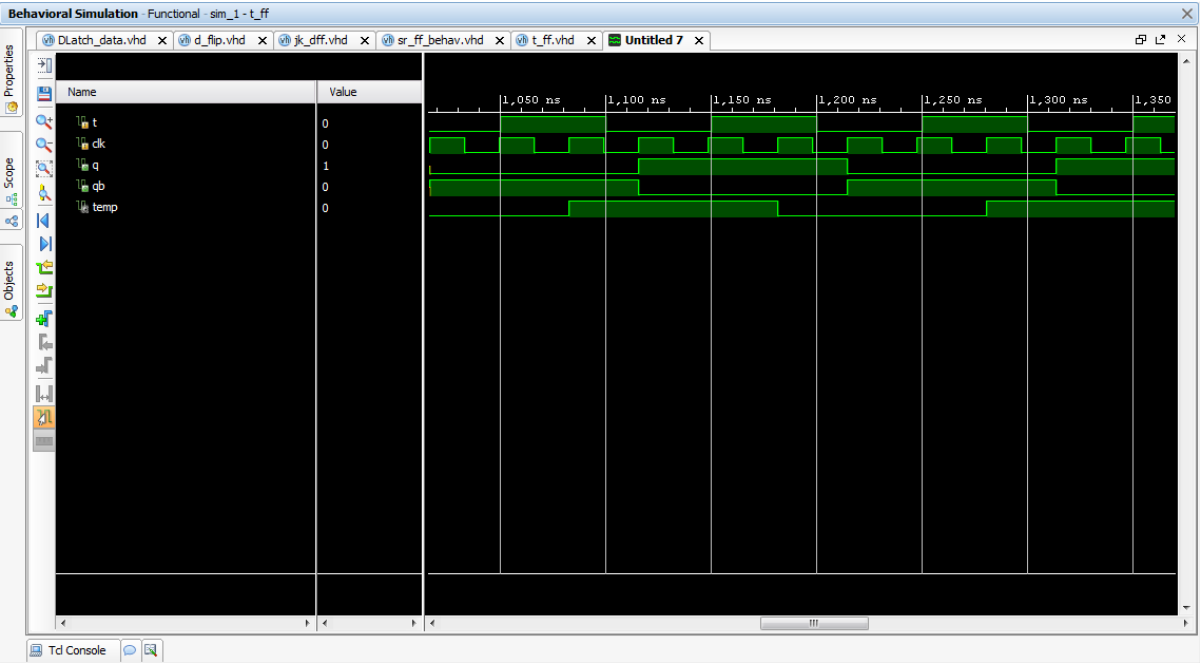 Behavioral Simulation - Functional - sim_1 - t_ff
DLatch_data.vhd
d_flip.vhd
jk_dff.vhd
sr_ff_behav.vhd
t_ff.vhd
Untitled 7
Properties
Scope
Objects
Name
Value
1,050 ns
1,100 ns
1,150 ns
1,200 ns
1,250 ns
1,300 ns
1,350
t
0
clk
0
q
1
qb
0
temp
0
Tcl Console